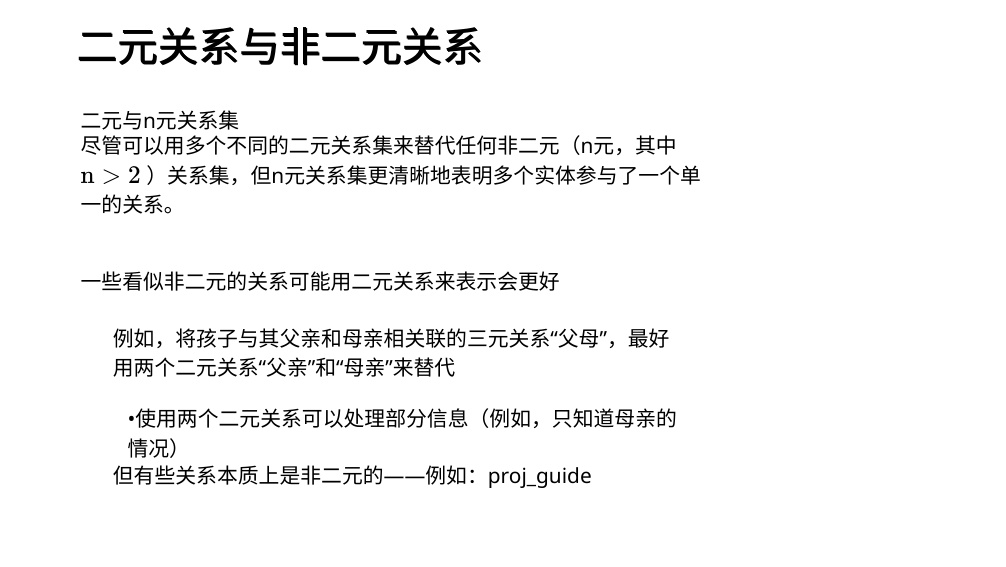 二元关系与非二元关系
二元与n元关系集
尽管可以用多个不同的二元关系集来替代任何非二元（n元，其中
n > 2 ）关系集，但n元关系集更清晰地表明多个实体参与了一个单
一的关系。
一些看似非二元的关系可能用二元关系来表示会更好
例如，将孩子与其父亲和母亲相关联的三元关系“父母”，最好
用两个二元关系“父亲”和“母亲”来替代
•使用两个二元关系可以处理部分信息（例如，只知道母亲的
情况）
但有些关系本质上是非二元的——例如：proj_guide